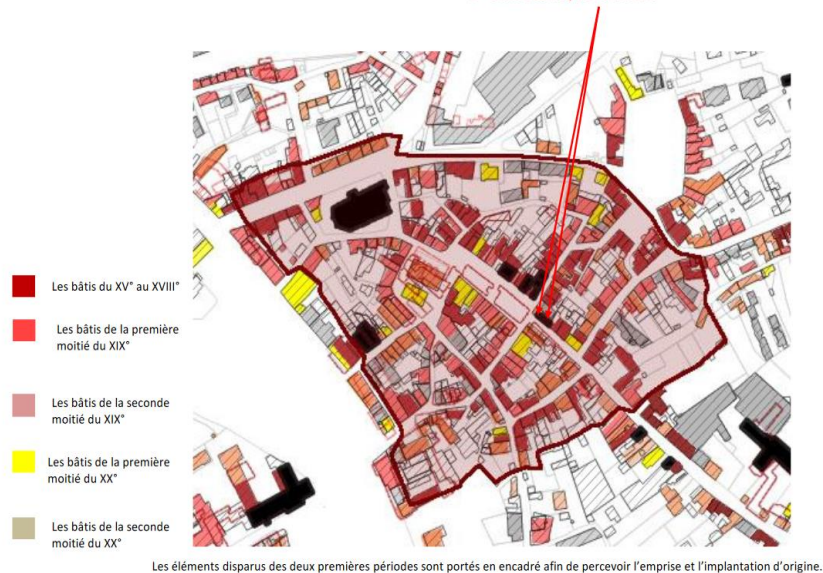 Les bâtis du XV° au XVIII°
Les bâtis de la première
moitié du XIX°
Les bâtis de la seconde
moitié du XIX°
Les bâtis de la première
moitié du XX°
Les bâtis de la seconde
moitié du XX°
Les éléments disparus des deux premières périodes sont portés en encadré afin de percevoir l’emprise et l’implantation d’origine.